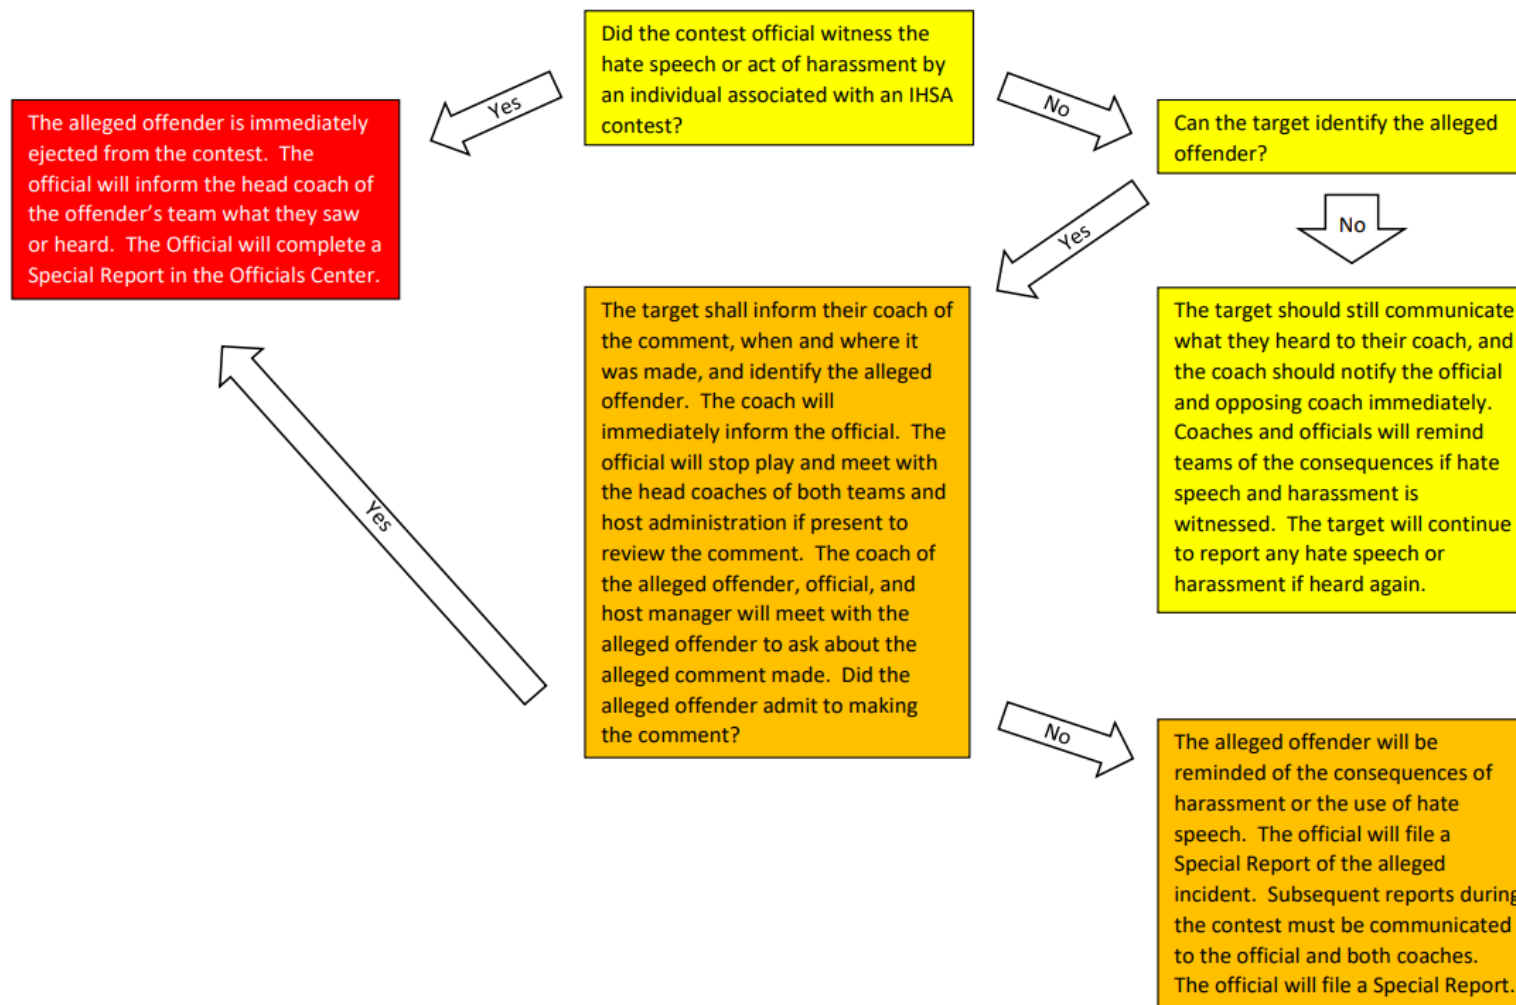 Did the contest official witness the
hate speech or act of harassment by
an individual associated with an IHSA
contest?
Yes
No
The alleged offender is immediately
ejected from the contest.  The
official will inform the head coach of
the offender's team what they saw
or heard.  The Official will complete a
Special Report in the Officials Center.
Can the target identify the alleged
offender?
Yes
No
The target shall inform their coach of
the comment, when and where it
was made, and identify the alleged
offender.  The coach will
immediately inform the official.  The
official will stop play and meet with
the head coaches of both teams and
host administration if present to
review the comment.  The coach of
the alleged offender, official, and
host manager will meet with the
alleged offender to ask about the
alleged comment made.  Did the
alleged offender admit to making
the comment?
The target should still communicate
what they heard to their coach, and
the coach should notify the official
and opposing coach immediately.
Coaches and officials will remind
teams of the consequences if hate
speech and harassment is
witnessed.  The target will continue
to report any hate speech or
harassment if heard again.
Yes
No
The alleged offender will be
reminded of the consequences of
harassment or the use of hate
speech.  The official will file a
Special Report of the alleged
incident.  Subsequent reports during
the contest must be communicated
to the official and both coaches.
The official will file a Special Report.